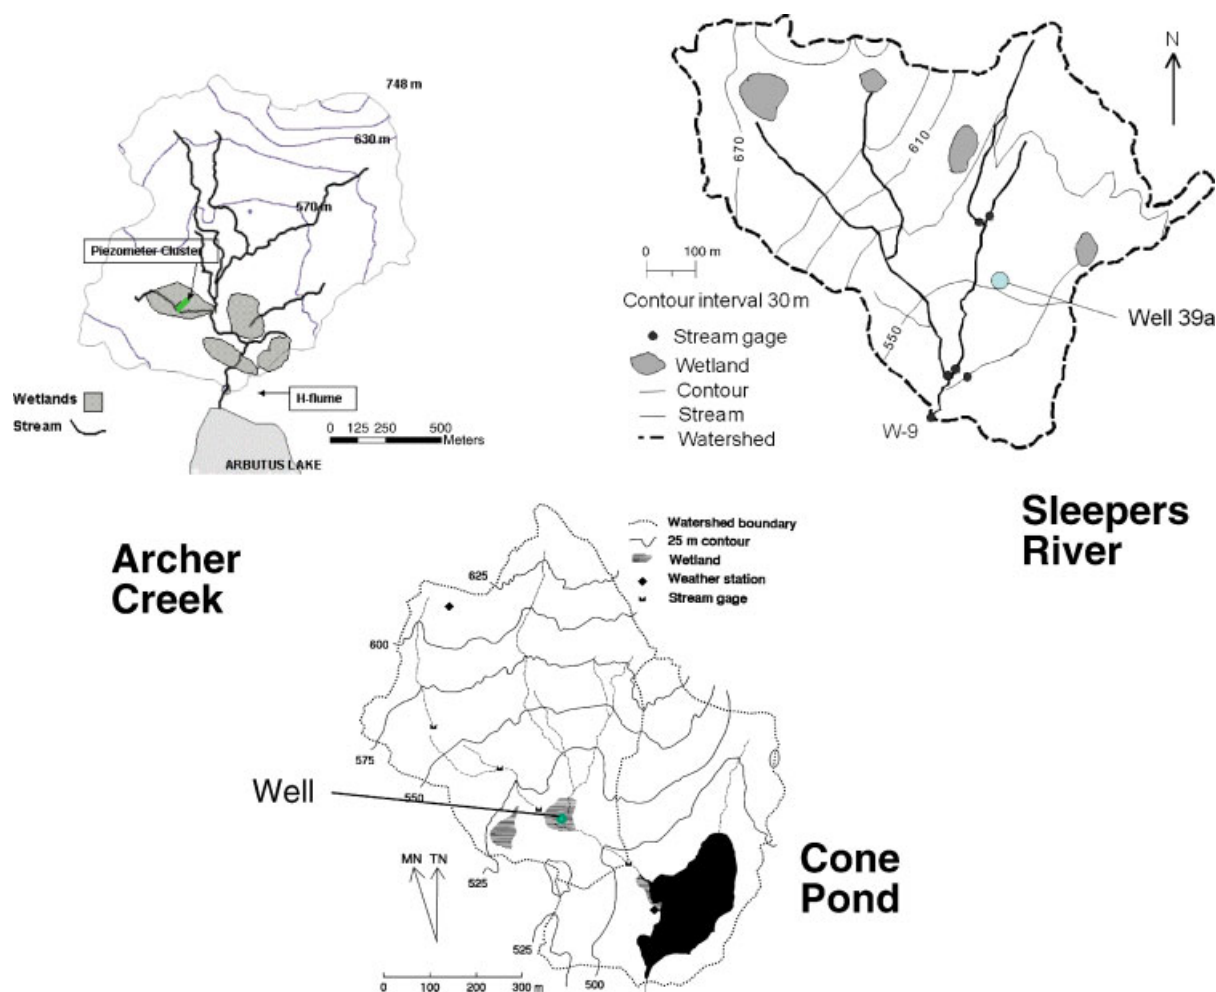 748 m
630 m
570 m
Piezometer Cluster
Wetlands
Stream
H-flume
0 125 250 500
Meters
ARBUTUS LAKE
Archer
Creek
N
670
610
0 100 m
Contour interval 30 m
Stream gage
Wetland
Contour
Stream
Watershed
550
Well 39a
W-9
Sleepers
River
Watershed boundary
25 m contour
Wetland
Weather station
Stream gage
625
600
575
550
Well
525
MN TN
525
500
0 100 200 300 m
Cone
Pond